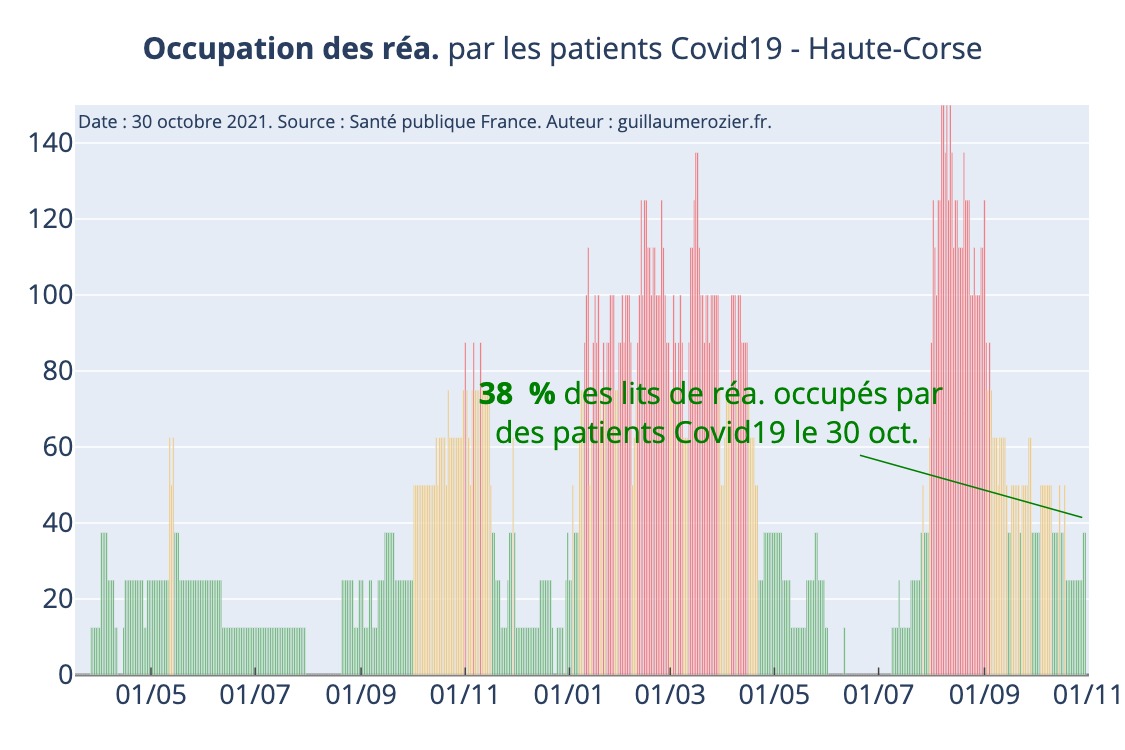 Occupation des réa. par les patients Covid19 - Haute-Corse
Date : 30 octobre 2021. Source : Santé publique France. Auteur : guillaumerozier.fr.
140
120
100
80
60
40
20
0
38  % des lits de réa. occupés par
des patients Covid19 le 30 oct.
01/05 01/07 01/09 01/11 01/01 01/03 01/05 01/07 01/09 01/11